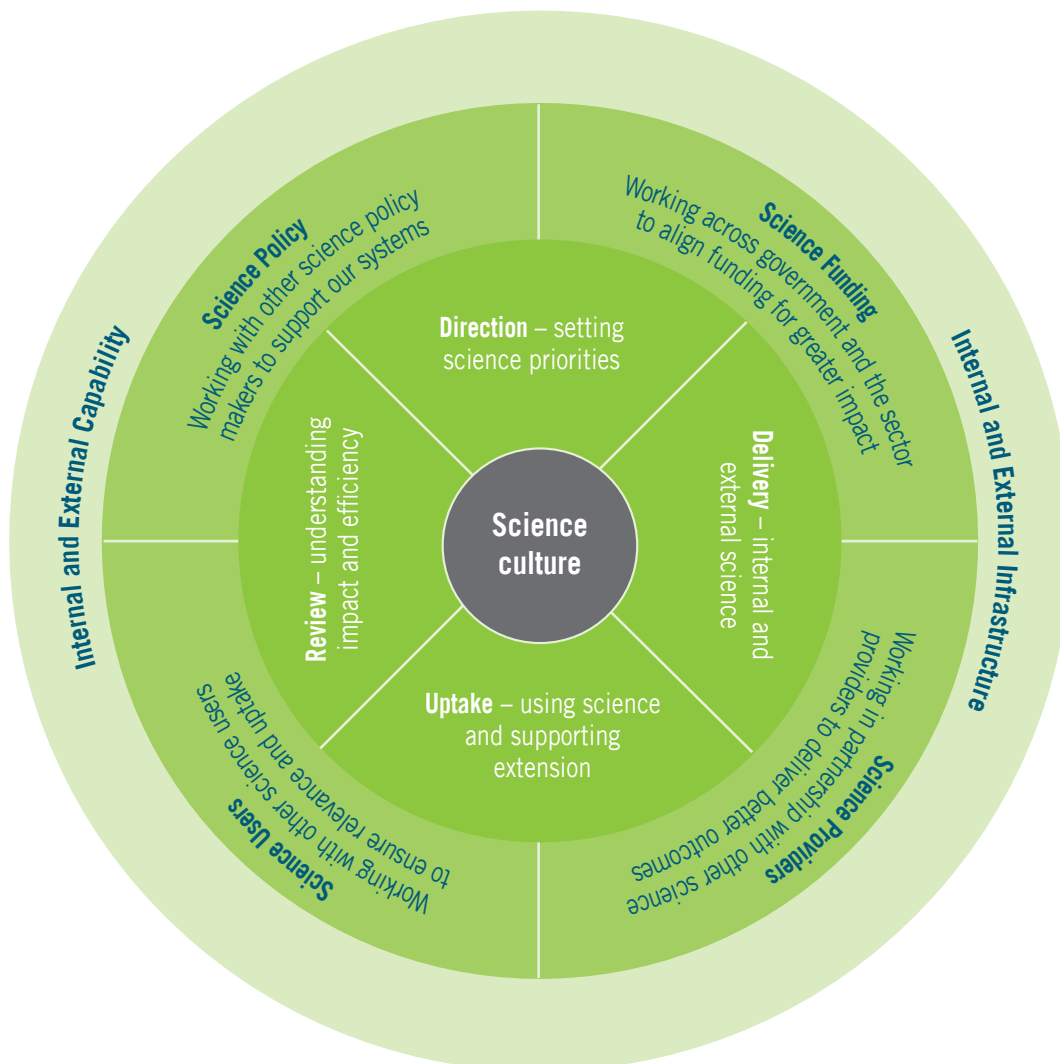 Internal and External Capability
Science Policy
Working with other science policy
makers to support our systems
Science Funding
Working across government and the sector
to align funding for greater impact
Internal and External Infrastructure
Direction – setting
science priorities
Review – understanding
impact and efficiency
Science
culture
Delivery – internal and
external science
Uptake – using science
and supporting
extension
Science Users
Working with other science users
to ensure relevance and uptake
Science Providers
Working in partnership with other science
providers to deliver better outcomes